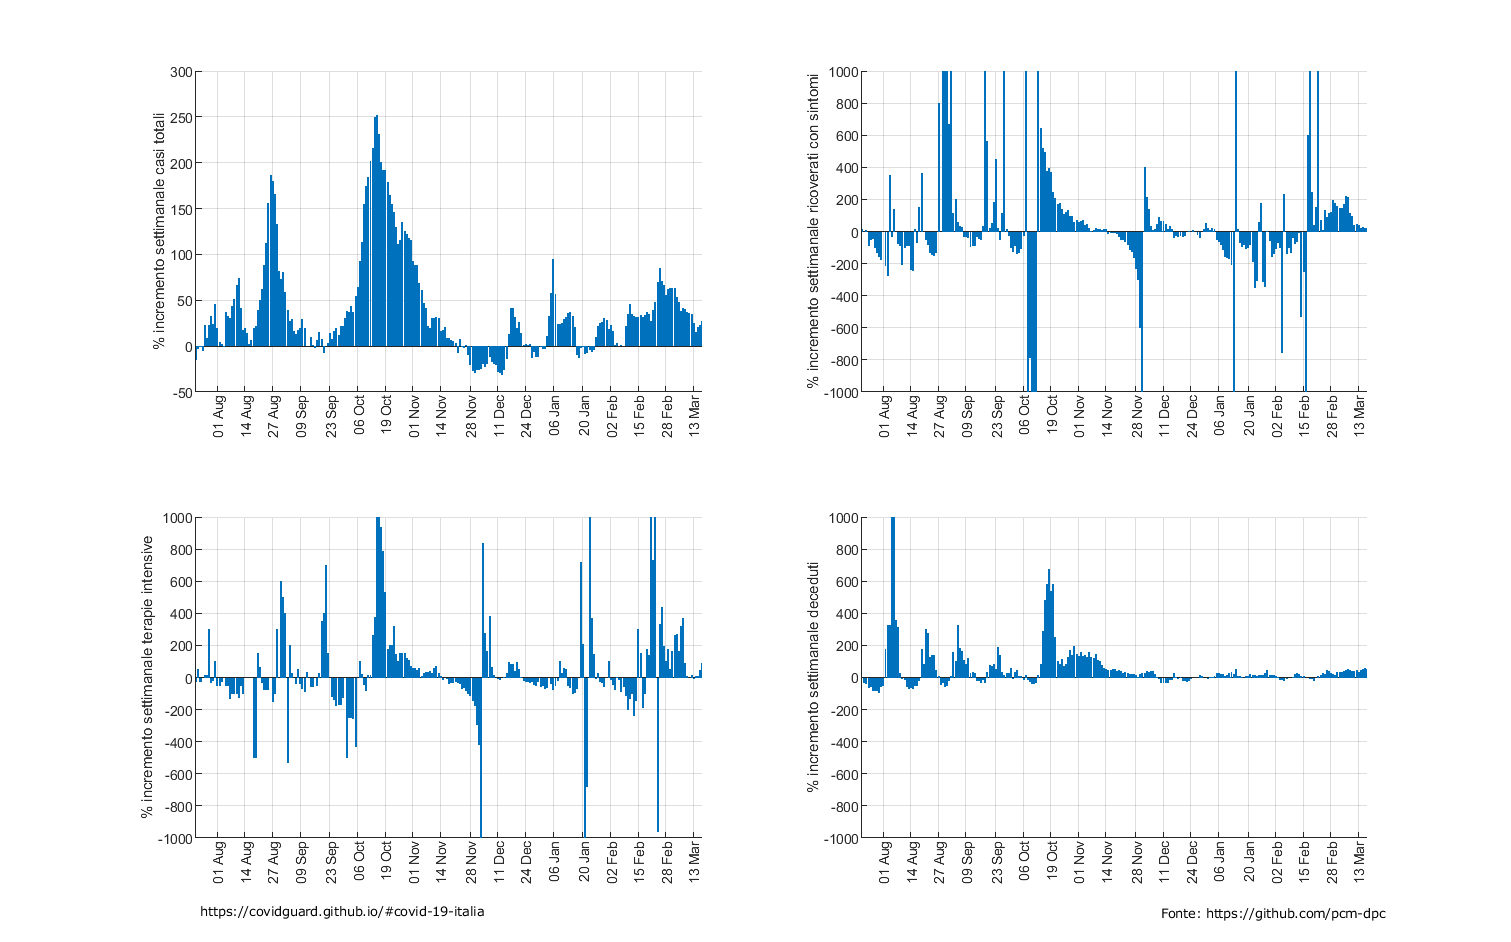 % incremento settimanale casi totali
300
250
200
150
100
50
0
-50
01 Aug
14 Aug
27 Aug
09 Sep
23 Sep
06 Oct
19 Oct
01 Nov
14 Nov
28 Nov
11 Dec
24 Dec
06 Jan
20 Jan
02 Feb
15 Feb
28 Feb
13 Mar
% incremento settimanale ricoverati con sintomi
1000
800
600
400
200
0
-200
-400
-600
-800
-1000
01 Aug
14 Aug
27 Aug
09 Sep
23 Sep
06 Oct
19 Oct
01 Nov
14 Nov
28 Nov
11 Dec
24 Dec
06 Jan
20 Jan
02 Feb
15 Feb
28 Feb
13 Mar
% incremento settimanale terapie intensive
1000
800
600
400
200
0
-200
-400
-600
-800
-1000
01 Aug
14 Aug
27 Aug
09 Sep
23 Sep
06 Oct
19 Oct
01 Nov
14 Nov
28 Nov
11 Dec
24 Dec
06 Jan
20 Jan
02 Feb
15 Feb
28 Feb
13 Mar
% incremento settimanale deceduti
1000
800
600
400
200
0
-200
-400
-600
-800
-1000
01 Aug
14 Aug
27 Aug
09 Sep
23 Sep
06 Oct
19 Oct
01 Nov
14 Nov
28 Nov
11 Dec
24 Dec
06 Jan
20 Jan
02 Feb
15 Feb
28 Feb
13 Mar
https://covidguard.github.io/#covid-19-italia
Fonte: https://github.com/pcm-dpc